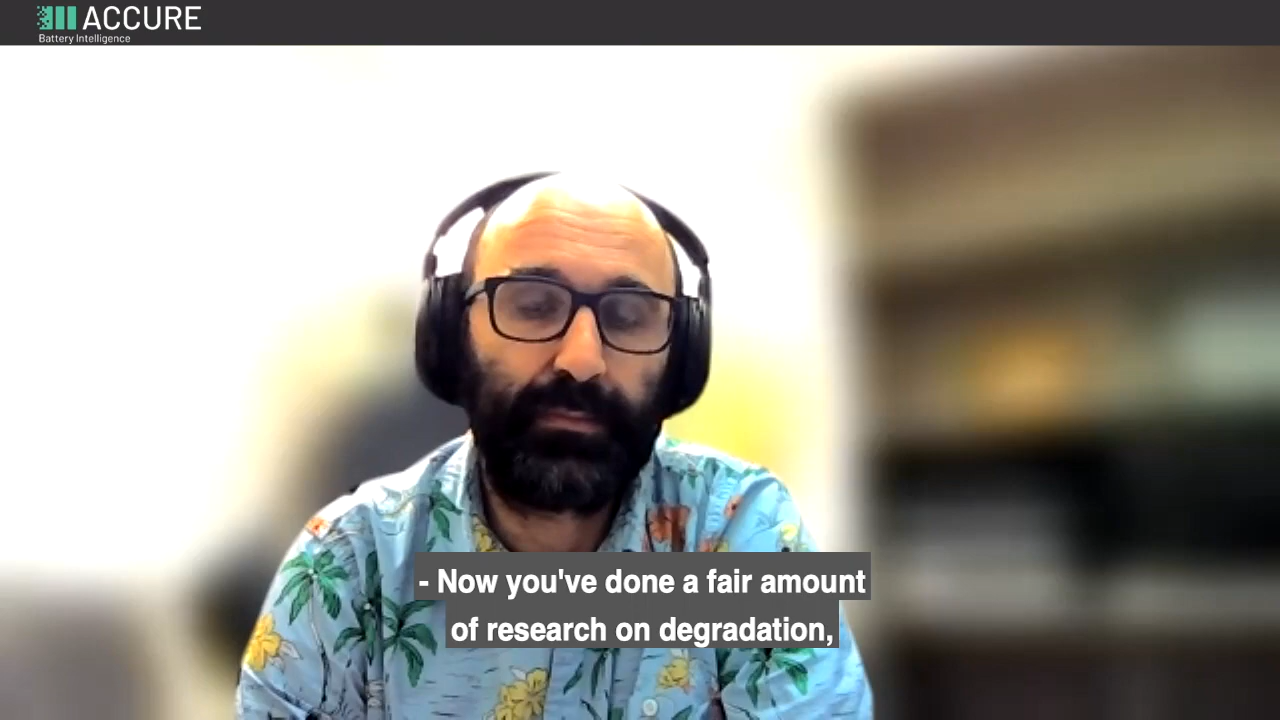 ACCURE
Battery Intelligence
- Now you've done a fair amount
of research on degradation,